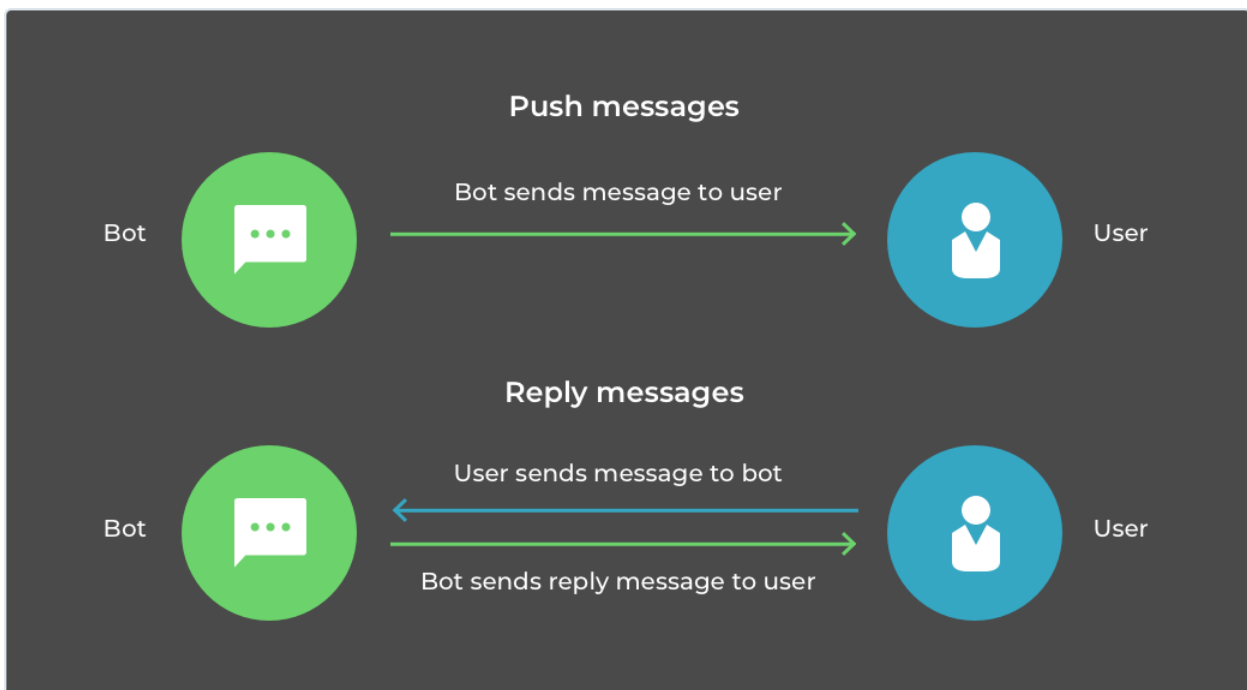 Push messages
Bot sends message to user
Bot
User
Reply messages
User sends message to bot
Bot
User
Bot sends reply message to user